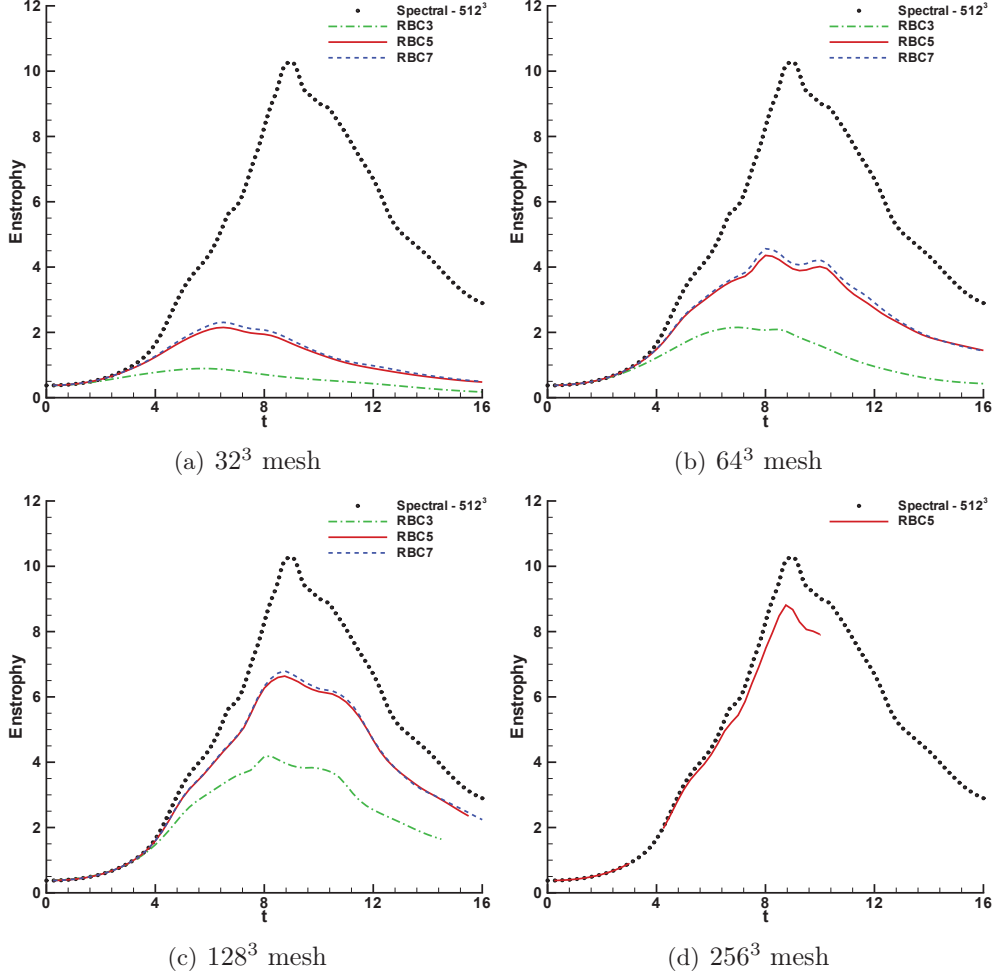 Spectral - 512³
RBC3
RBC5
RBC7
Enstrophy
12
10
8
6
4
2
0
0 4 8 12 16
t
(a) 32³ mesh
Spectral - 512³
RBC3
RBC5
RBC7
Enstrophy
12
10
8
6
4
2
0
0 4 8 12 16
t
(b) 64³ mesh
Spectral - 512³
RBC3
RBC5
RBC7
Enstrophy
12
10
8
6
4
2
0
0 4 8 12 16
t
(c) 128³ mesh
Spectral - 512³
RBC5
Enstrophy
12
10
8
6
4
2
0
0 4 8 12 16
t
(d) 256³ mesh